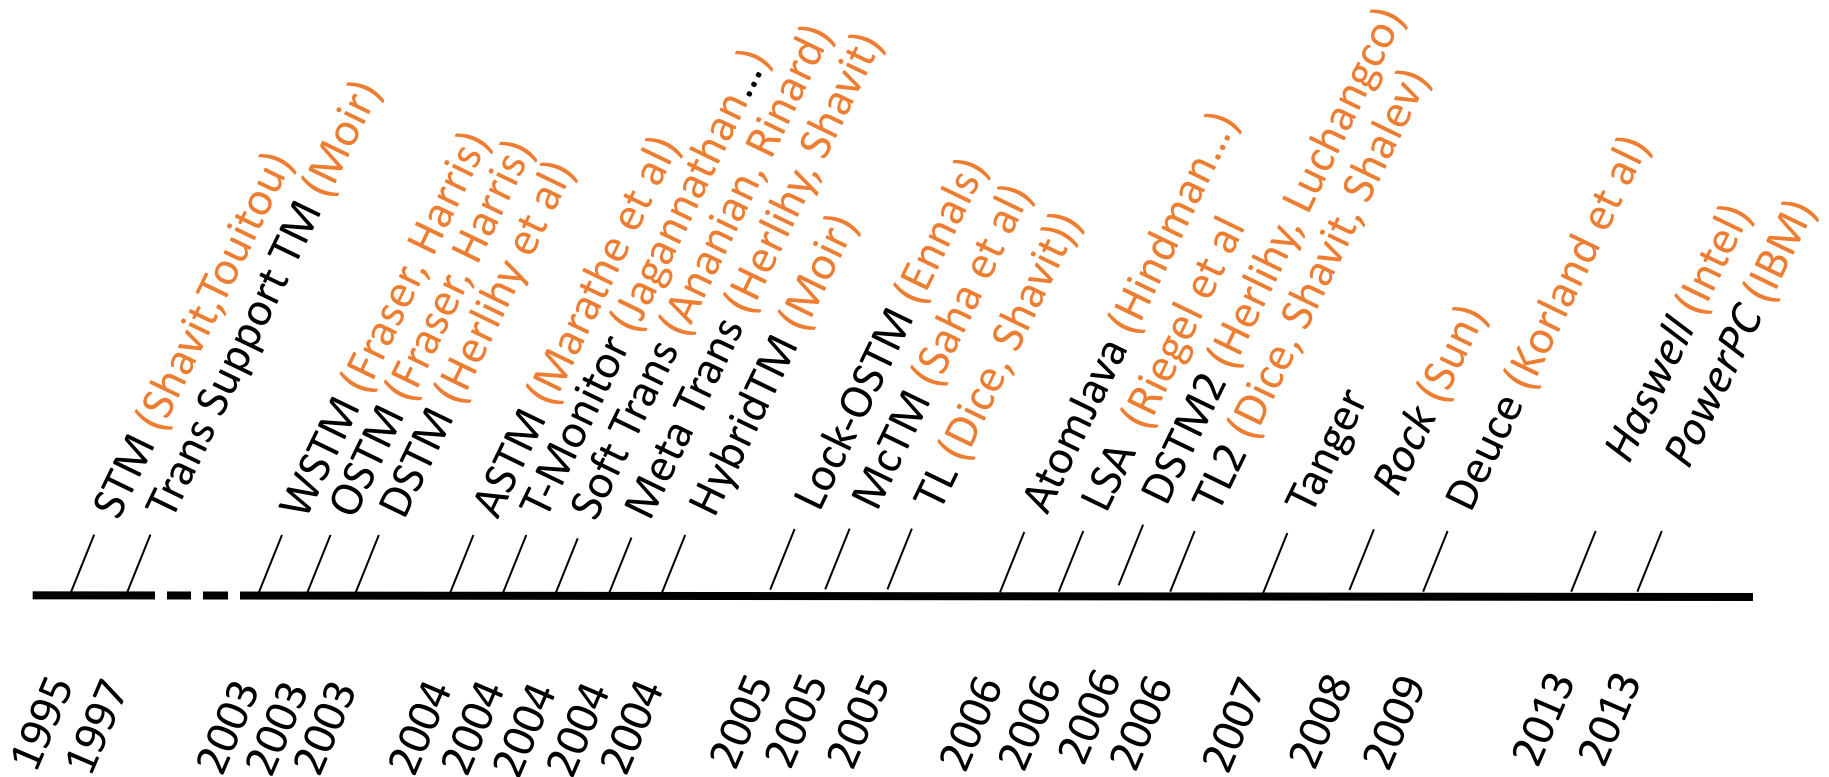 STM (Shavit,Touitou)
Trans Support TM (Moir)
WSTM (Fraser, Harris)
OSTM (Fraser, Harris)
DSTM (Herlihy et al)
ASTM (Marathe et al)
T-Monitor (Jagannathan...)
Soft Trans (Ananian, Rinard)
Meta Trans (Herlihy, Shavit)
HybridTM (Moir)
Lock-OSTM (Ennals)
McTM (Saha et al)
TL (Dice, Shavit))
AtomJava (Hindman...)
LSA (Riegel et al
DSTM2 (Herlihy, Luchangco)
TL2 (Dice, Shavit, Shalev)
Tanger
Rock (Sun)
Deuce (Korland et al)
Haswell (Intel)
PowerPC (IBM)
1995
1997
2003
2003
2003
2004
2004
2004
2004
2004
2005
2005
2005
2006
2006
2006
2006
2007
2008
2009
2013
2013